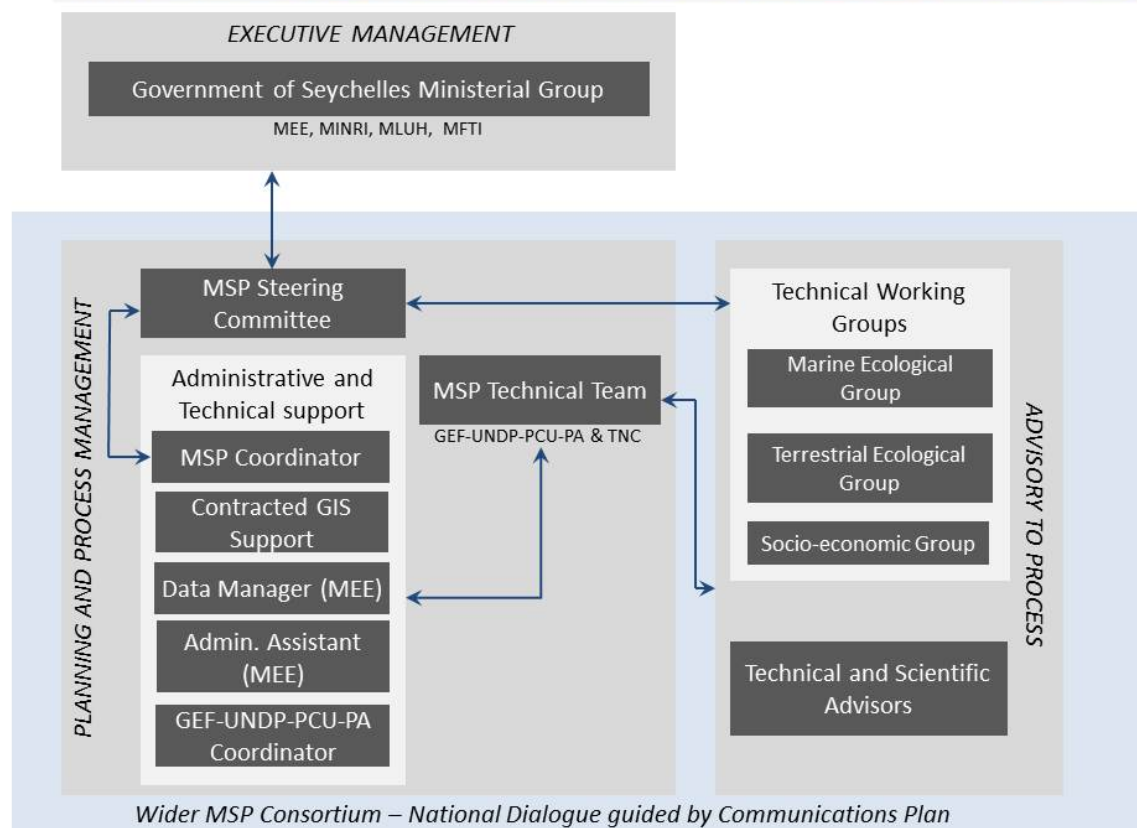 EXECUTIVE MANAGEMENT
Government of Seychelles Ministerial Group
MEE, MINRI, MLUH, MFTI
PLANNING AND PROCESS MANAGEMENT
MSP Steering
Committee
Administrative and
Technical support
MSP Coordinator
Contracted GIS
Support
Data Manager (MEE)
Admin. Assistant
(MEE)
GEF-UNDP-PCU-PA
Coordinator
MSP Technical Team
GEF-UNDP-PCU-PA & TNC
Technical Working
Groups
Marine Ecological
Group
Terrestrial Ecological
Group
Socio-economic Group
Technical and Scientific
Advisors
ADVISORY TO PROCESS
Wider MSP Consortium – National Dialogue guided by Communications Plan